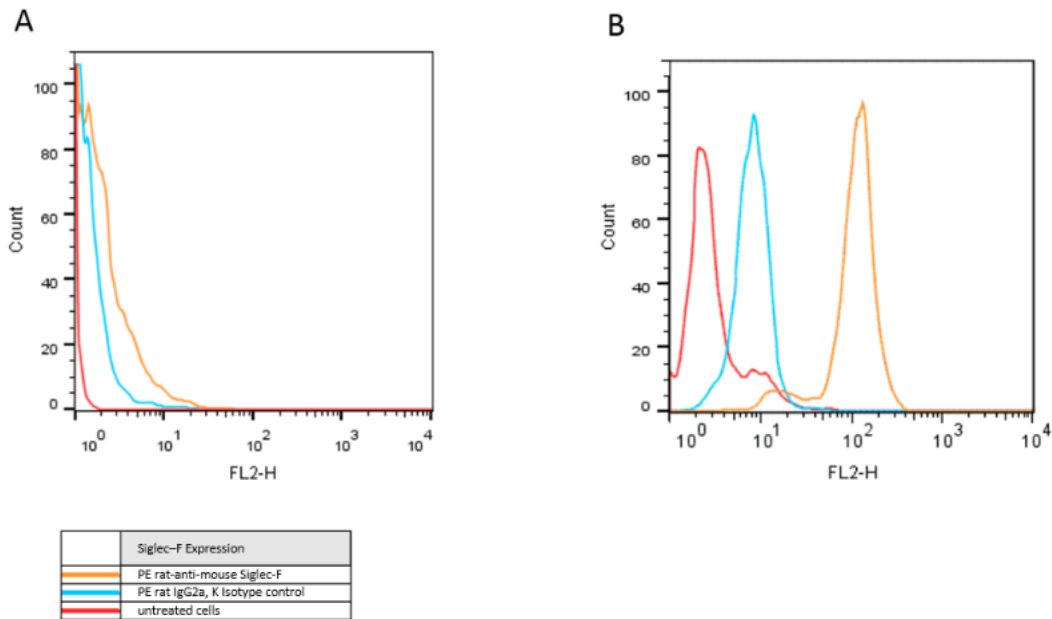 A
B
100
80
60
40
20
0
Count
10^0
10^1
10^2
10^3
10^4
FL2-H
100
80
60
40
20
0
Count
10^0
10^1
10^2
10^3
10^4
FL2-H
Siglec–F Expression
PE rat-anti-mouse Siglec-F
PE rat IgG2a, K Isotype control
untreated cells